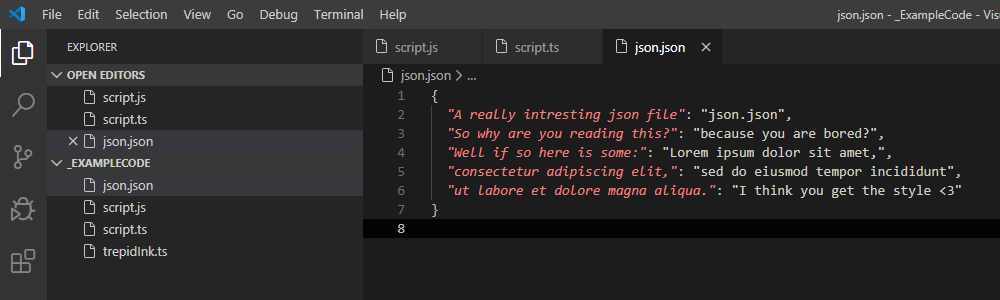 File Edit Selection View Go Debug Terminal Help json.json - _ExampleCode - Vis
EXPLORER
OPEN EDITORS
script.js
script.ts
json.json
_EXAMPLECODE
json.json
script.js
script.ts
trepidInk.ts
script.js script.ts json.json
json.json > ...
1 {
2 "A really intresting json file": "json.json",
3 "So why are you reading this?": "because you are bored?",
4 "Well if so here is some:": "Lorem ipsum dolor sit amet,",
5 "consectetur adipiscing elit,": "sed do eiusmod tempor incididunt",
6 "ut labore et dolore magna aliqua.": "I think you get the style <3"
7 }
8